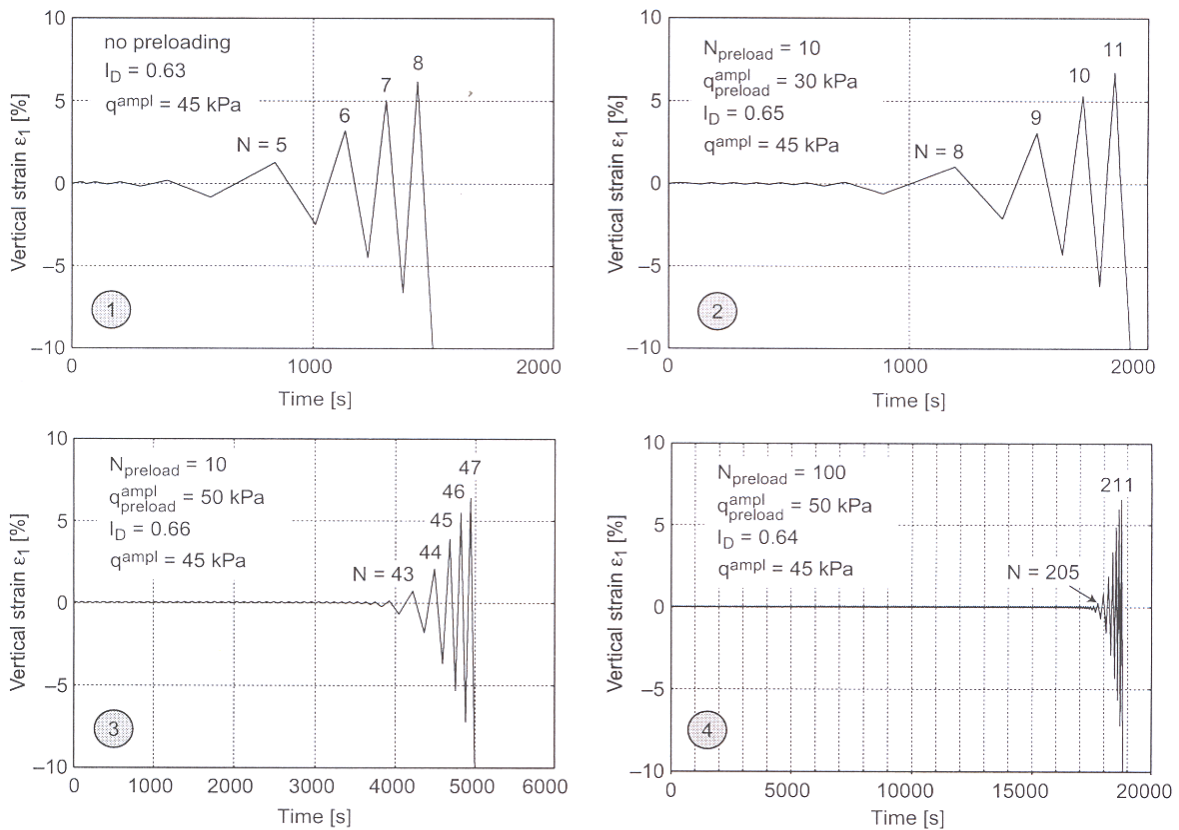 10
no preloading
I_D = 0.63
q^ampl = 45 kPa
5
N = 5
6
7
8
0
–5
–10
Vertical strain ε₁ [%]
1
0
1000
2000
Time [s]
10
N_preload = 10
q^ampl_preload = 30 kPa
I_D = 0.65
q^ampl = 45 kPa
5
N = 8
9
10
11
0
–5
–10
Vertical strain ε₁ [%]
2
0
1000
2000
Time [s]
10
N_preload = 10
q^ampl_preload = 50 kPa
I_D = 0.66
q^ampl = 45 kPa
5
N = 43
44
45
46
47
0
–5
–10
Vertical strain ε₁ [%]
3
0
1000
2000
3000
4000
5000
6000
Time [s]
10
N_preload = 100
q^ampl_preload = 50 kPa
I_D = 0.64
q^ampl = 45 kPa
5
N = 205
211
0
–5
–10
Vertical strain ε₁ [%]
4
0
5000
10000
15000
20000
Time [s]